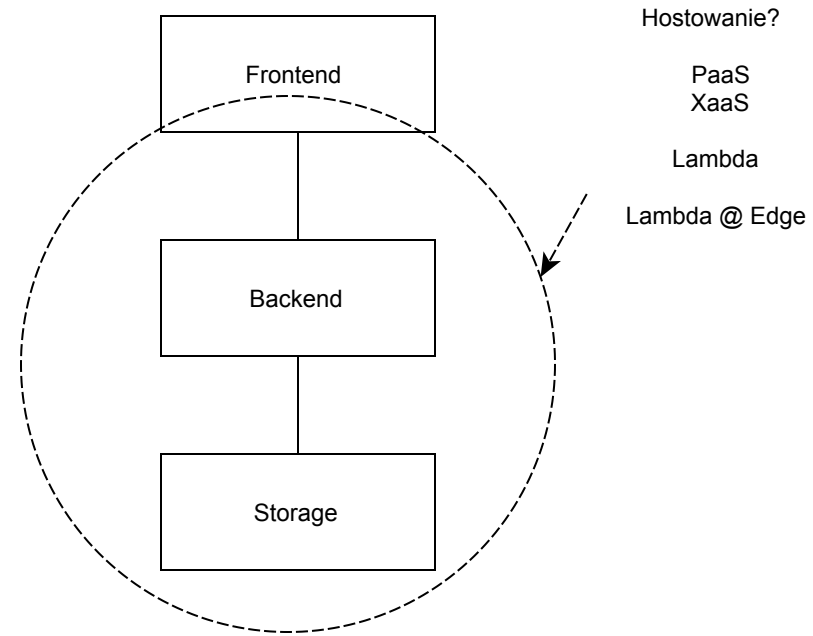 Frontend
Backend
Storage
Hostowanie?
PaaS
XaaS
Lambda
Lambda @ Edge